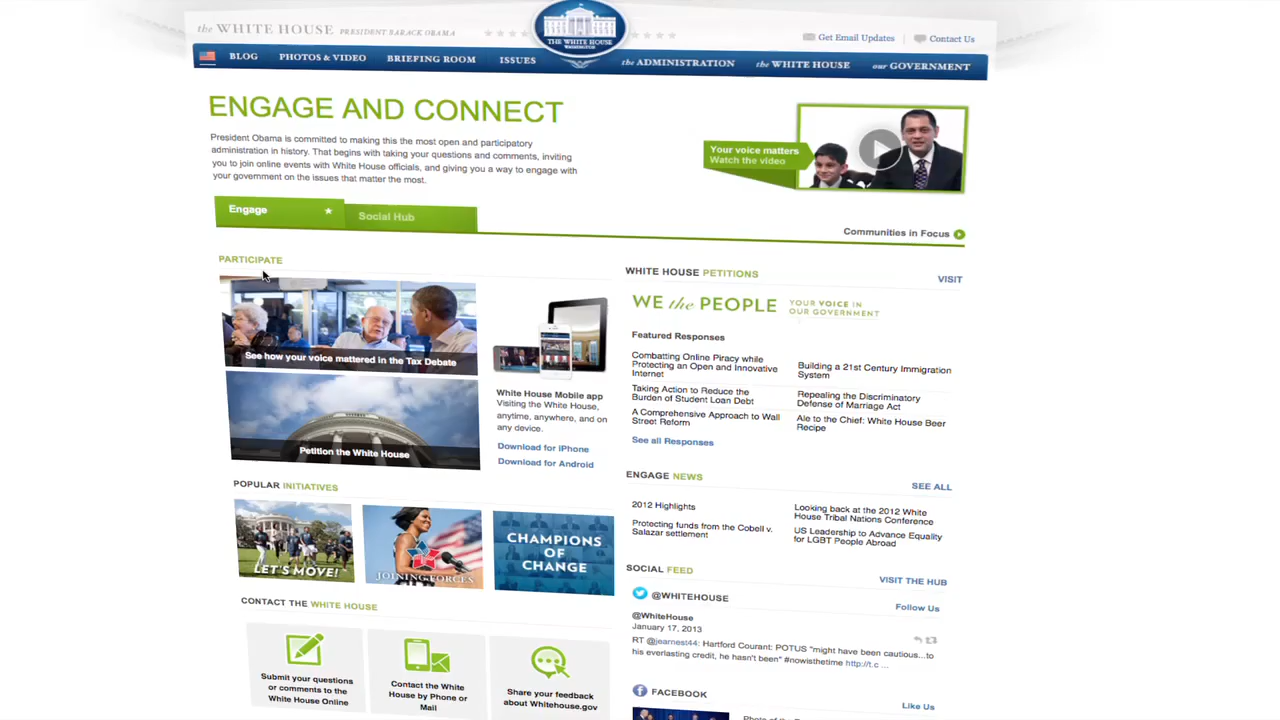 the WHITE HOUSE PRESIDENT BARACK OBAMA
THE WHITE HOUSE
WASHINGTON
Get Email Updates
Contact Us
BLOG
PHOTOS & VIDEO
BRIEFING ROOM
ISSUES
the ADMINISTRATION
the WHITE HOUSE
our GOVERNMENT
ENGAGE AND CONNECT
President Obama is committed to making this the most open and participatory
administration in history. That begins with taking your questions and comments, inviting
you to join online events with White House officials, and giving you a way to engage with
your government on the issues that matter the most.
Your voice matters
Watch the video
Engage
Social Hub
Communities in Focus
PARTICIPATE
See how your voice mattered in the Tax Debate
Petition the White House
White House Mobile app
Visiting the White House,
anytime, anywhere, and on
any device.
Download for iPhone
Download for Android
POPULAR INITIATIVES
LET'S MOVE!
JOINING FORCES
CHAMPIONS
OF
CHANGE
CONTACT THE WHITE HOUSE
Submit your questions
or comments to the
White House Online
Contact the White
House by Phone or
Mail
Share your feedback
about Whitehouse.gov
WHITE HOUSE PETITIONS
VISIT
WE the PEOPLE
YOUR VOICE IN
OUR GOVERNMENT
Featured Responses
Combatting Online Piracy while
Protecting an Open and Innovative
Internet
Taking Action to Reduce the
Burden of Student Loan Debt
A Comprehensive Approach to Wall
Street Reform
Building a 21st Century Immigration
System
Repealing the Discriminatory
Defense of Marriage Act
Ale to the Chief: White House Beer
Recipe
See all Responses
ENGAGE NEWS
SEE ALL
2012 Highlights
Protecting funds from the Cobell v.
Salazar settlement
Looking back at the 2012 White
House Tribal Nations Conference
US Leadership to Advance Equality
for LGBT People Abroad
SOCIAL FEED
VISIT THE HUB
@WHITEHOUSE
Follow Us
@WhiteHouse
January 17, 2013
RT @jearnest44: Hartford Courant: POTUS "might have been cautious...to
his everlasting credit, he hasn't been" #nowisthetime http://t.c ...
FACEBOOK
Like Us